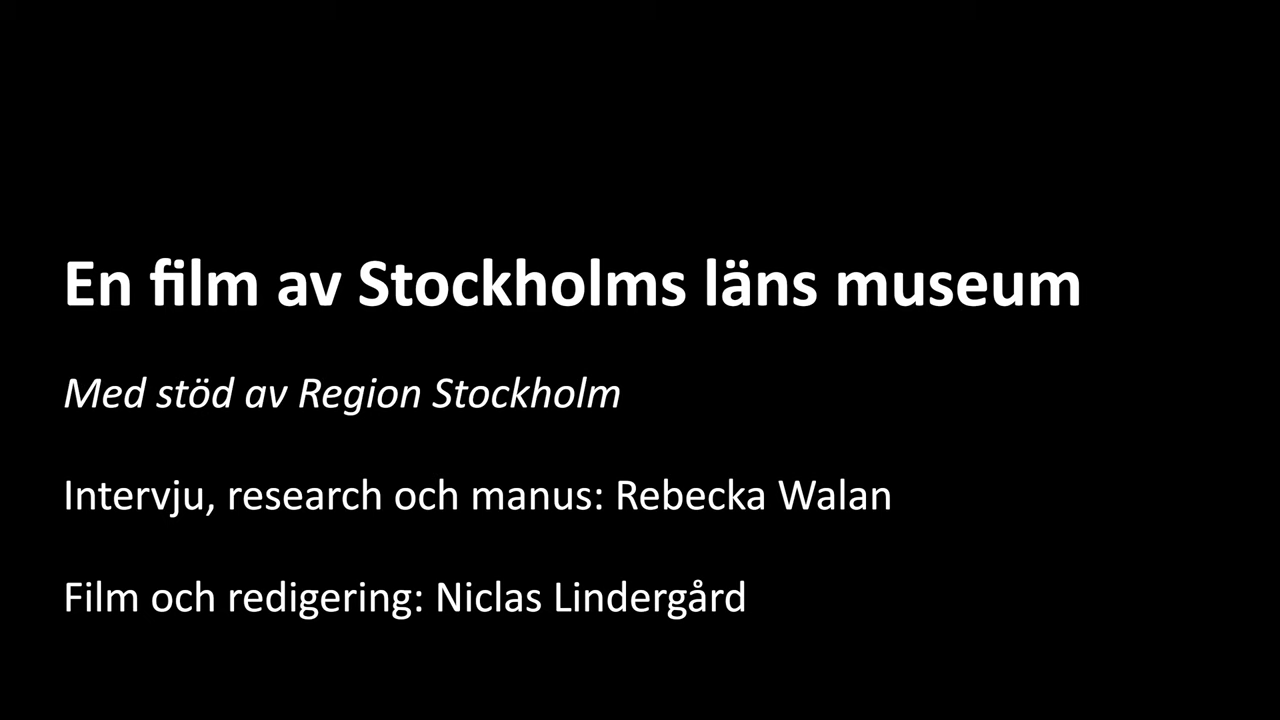 En film av Stockholms läns museum
Med stöd av Region Stockholm
Intervju, research och manus: Rebecka Walan
Film och redigering: Niclas Lindergård